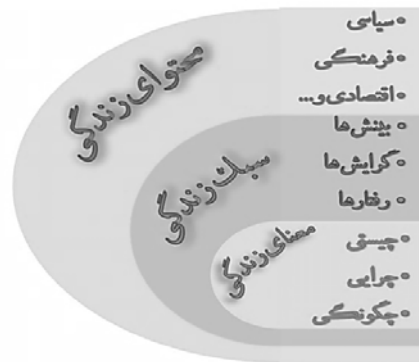 محتوای زندگی
• سیاسی
• فرهنگی
• اقتصادی و...
سبک زندگی
• بینش‌ها
• گرایش‌ها
• رفتارها
معنای زندگی
• چیستی
• چرایی
• چگونگی